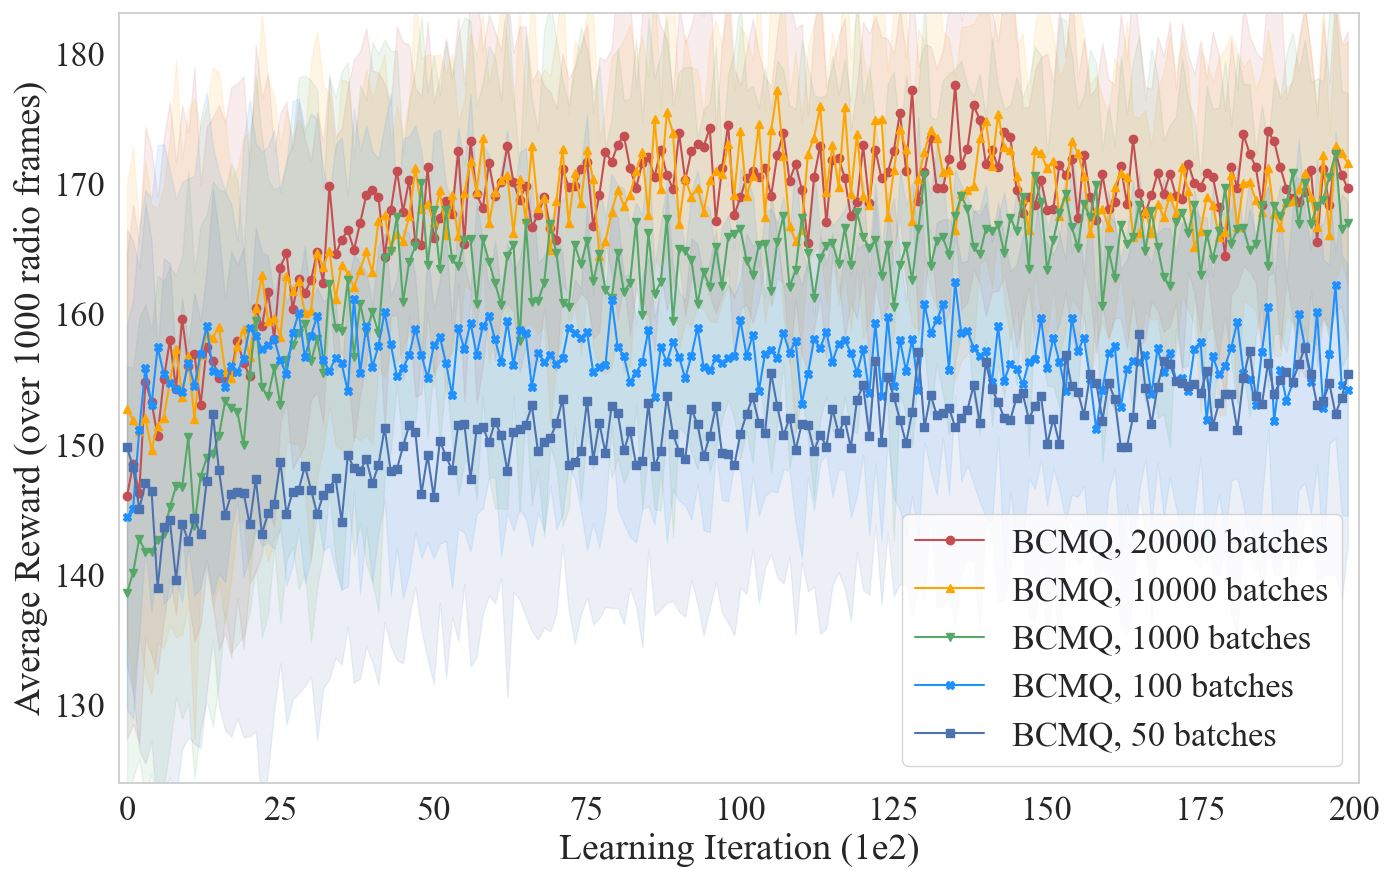 Average Reward (over 1000 radio frames)
180
170
160
150
140
130
BCMQ, 20000 batches
BCMQ, 10000 batches
BCMQ, 1000 batches
BCMQ, 100 batches
BCMQ, 50 batches
0 25 50 75 100 125 150 175 200
Learning Iteration (1e2)